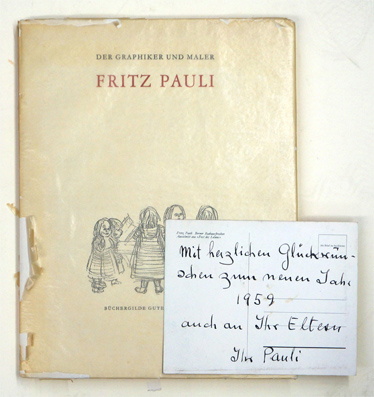 DER GRAPHIKER UND MALER
FRITZ PAULI
BÜCHERGILDE GUTE
Mit herzlichen Glückwün-
schen zum neuen Jahr
1959
auch an Ihr Eltern
Ihr Pauli